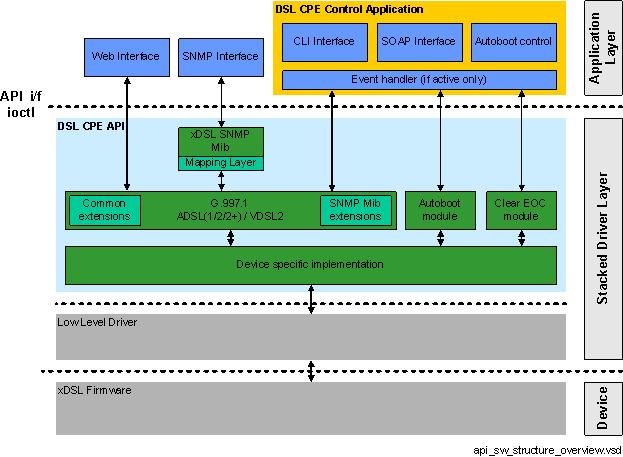 DSL CPE Control Application
CLI Interface
SOAP Interface
Autoboot control
Event handler (if active only)
Web Interface
SNMP Interface
Application
Layer
API i/f
ioctl
DSL CPE API
xDSL SNMP
Mib
Mapping Layer
Common
extensions
G.997.1
ADSL(1/2/2+) / VDSL2
SNMP Mib
extensions
Autoboot
module
Clear EOC
module
Device specific implementation
Stacked Driver Layer
Low Level Driver
xDSL Firmware
Device
api_sw_structure_overview.vsd